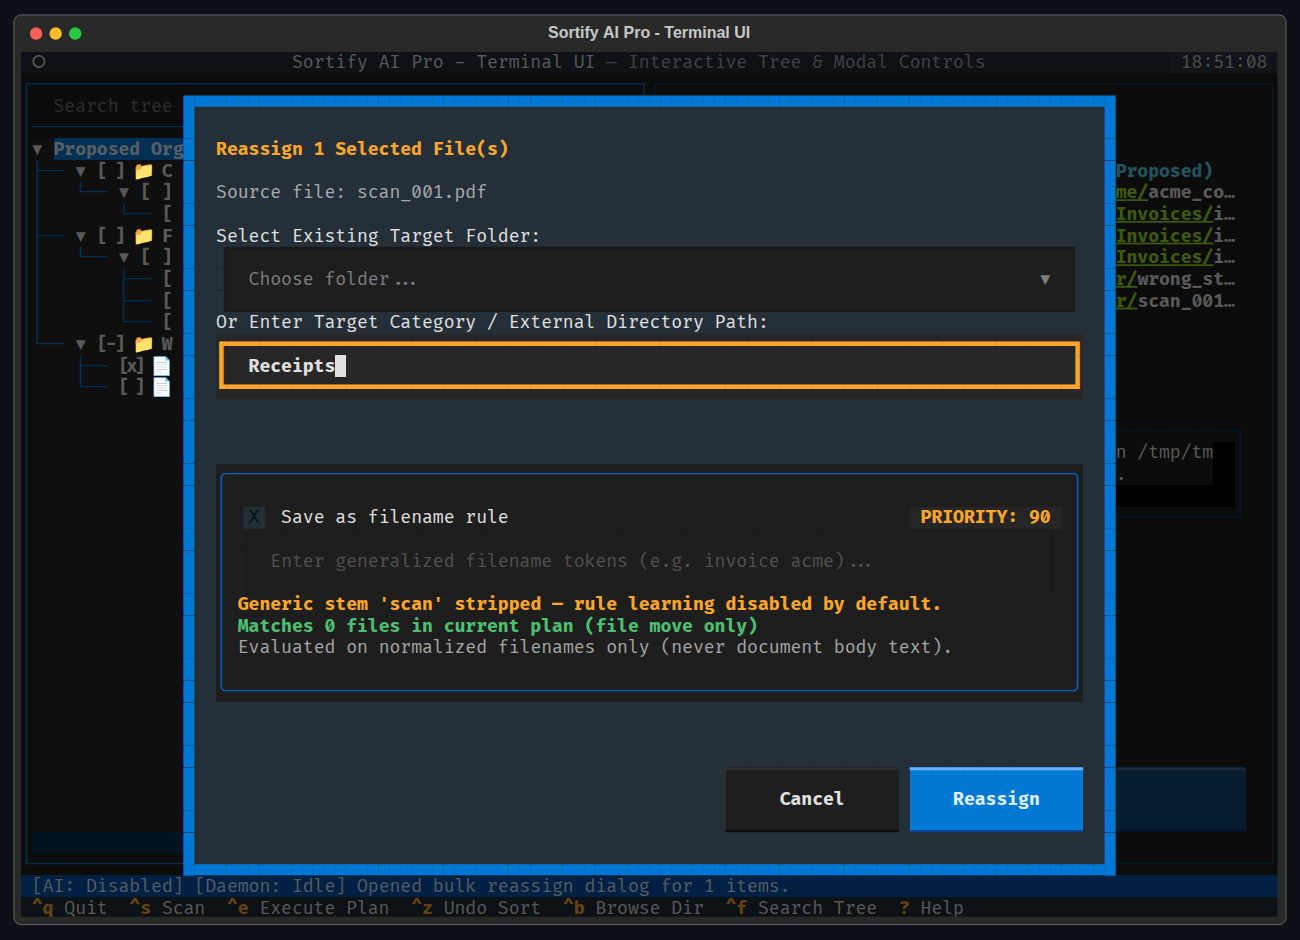 Sortify AI Pro - Terminal UI
Sortify AI Pro - Terminal UI — Interactive Tree & Modal Controls 18:51:08
Search tree
▼ Proposed Org
▼ [ ] 📁 C
▼ [ ]
[
▼ [ ] 📁 F
▼ [ ]
[
[
[
▼ [-] 📁 W
[x] 📄
[ ] 📄
Reassign 1 Selected File(s)
Source file: scan_001.pdf
Select Existing Target Folder:
Choose folder... ▼
Or Enter Target Category / External Directory Path:
Receipts
X Save as filename rule PRIORITY: 90
Enter generalized filename tokens (e.g. invoice acme)...
Generic stem 'scan' stripped — rule learning disabled by default.
Matches 0 files in current plan (file move only)
Evaluated on normalized filenames only (never document body text).
Cancel Reassign
Proposed)
me/acme_co…
Invoices/i…
Invoices/i…
Invoices/i…
r/wrong_st…
r/scan_001…
n /tmp/tm
.
[AI: Disabled] [Daemon: Idle] Opened bulk reassign dialog for 1 items.
^q Quit ^s Scan ^e Execute Plan ^z Undo Sort ^b Browse Dir ^f Search Tree ? Help